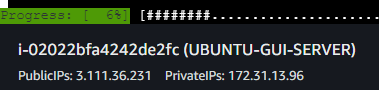 Progress: [  6%] [########.......................
i-02022bfa4242de2fc (UBUNTU-GUI-SERVER)
PublicIPs: 3.111.36.231    PrivateIPs: 172.31.13.96